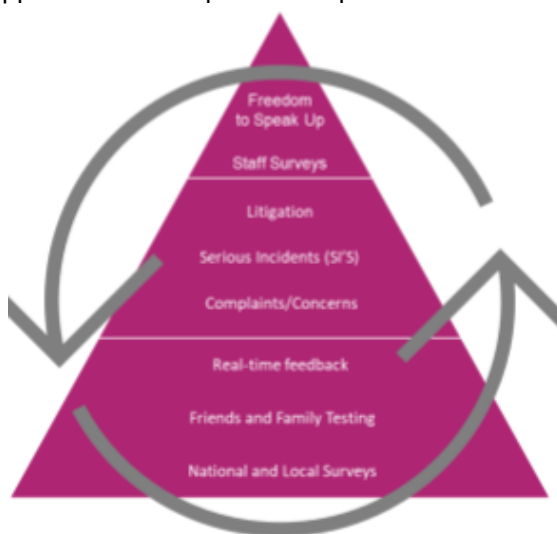 Freedom
to Speak Up
Staff Surveys
Litigation
Serious Incidents (SI'S)
Complaints/Concerns
Real-time feedback
Friends and Family Testing
National and Local Surveys